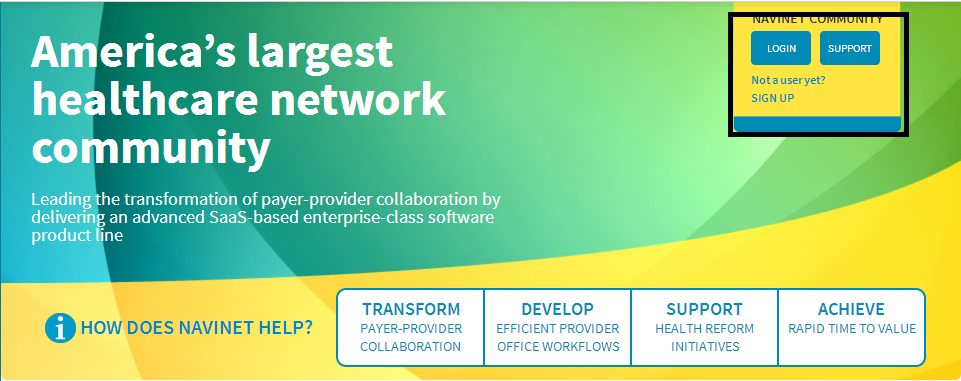 America's largest
healthcare network
community
Leading the transformation of payer-provider collaboration by
delivering an advanced SaaS-based enterprise-class software
product line
NAVINET COMMUNITY
LOGIN SUPPORT
Not a user yet?
SIGN UP
i HOW DOES NAVINET HELP?
TRANSFORM
PAYER-PROVIDER
COLLABORATION
DEVELOP
EFFICIENT PROVIDER
OFFICE WORKFLOWS
SUPPORT
HEALTH REFORM
INITIATIVES
ACHIEVE
RAPID TIME TO VALUE